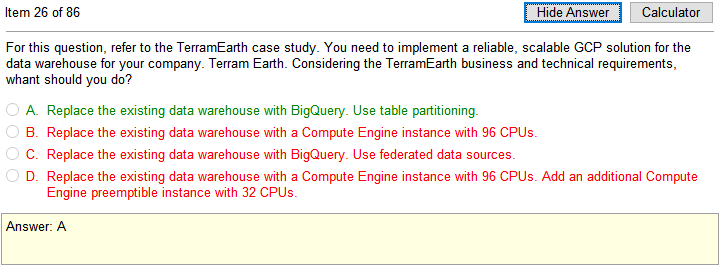 Item 26 of 86
Hide Answer
Calculator
For this question, refer to the TerramEarth case study. You need to implement a reliable, scalable GCP solution for the
data warehouse for your company. Terram Earth. Considering the TerramEarth business and technical requirements,
whant should you do?
A. Replace the existing data warehouse with BigQuery. Use table partitioning.
B. Replace the existing data warehouse with a Compute Engine instance with 96 CPUs.
C. Replace the existing data warehouse with BigQuery. Use federated data sources.
D. Replace the existing data warehouse with a Compute Engine instance with 96 CPUs. Add an additional Compute
Engine preemptible instance with 32 CPUs.
Answer: A